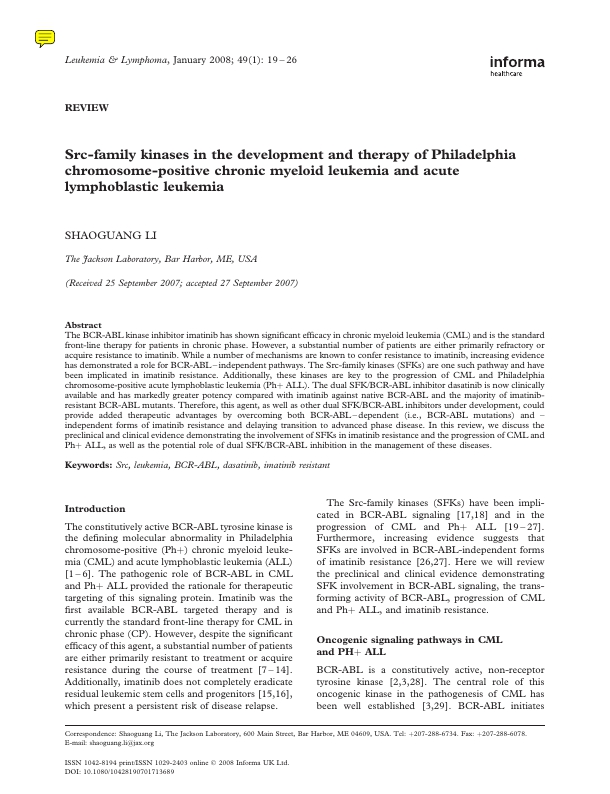 Leukemia & Lymphoma, January 2008; 49(1): 19 – 26
informa
healthcare
REVIEW
Src-family kinases in the development and therapy of Philadelphia
chromosome-positive chronic myeloid leukemia and acute
lymphoblastic leukemia
SHAOGUANG LI
The Jackson Laboratory, Bar Harbor, ME, USA
(Received 25 September 2007; accepted 27 September 2007)
Abstract
The BCR-ABL kinase inhibitor imatinib has shown significant efficacy in chronic myeloid leukemia (CML) and is the standard
front-line therapy for patients in chronic phase. However, a substantial number of patients are either primarily refractory or
acquire resistance to imatinib. While a number of mechanisms are known to confer resistance to imatinib, increasing evidence
has demonstrated a role for BCR-ABL – independent pathways. The Src-family kinases (SFKs) are one such pathway and have
been implicated in imatinib resistance. Additionally, these kinases are key to the progression of CML and Philadelphia
chromosome-positive acute lymphoblastic leukemia (Ph+ ALL). The dual SFK/BCR-ABL inhibitor dasatinib is now clinically
available and has markedly greater potency compared with imatinib against native BCR-ABL and the majority of imatinib-
resistant BCR-ABL mutants. Therefore, this agent, as well as other dual SFK/BCR-ABL inhibitors under development, could
provide added therapeutic advantages by overcoming both BCR-ABL – dependent (i.e., BCR-ABL mutations) and –
independent forms of imatinib resistance and delaying transition to advanced phase disease. In this review, we discuss the
preclinical and clinical evidence demonstrating the involvement of SFKs in imatinib resistance and the progression of CML and
Ph+ ALL, as well as the potential role of dual SFK/BCR-ABL inhibition in the management of these diseases.
Keywords: Src, leukemia, BCR-ABL, dasatinib, imatinib resistant
Introduction
The constitutively active BCR-ABL tyrosine kinase is
the defining molecular abnormality in Philadelphia
chromosome-positive (Ph+) chronic myeloid leuke-
mia (CML) and acute lymphoblastic leukemia (ALL)
[1 – 6]. The pathogenic role of BCR-ABL in CML
and Ph+ ALL provided the rationale for therapeutic
targeting of this signaling protein. Imatinib was the
first available BCR-ABL targeted therapy and is
currently the standard front-line therapy for CML in
chronic phase (CP). However, despite the significant
efficacy of this agent, a substantial number of patients
are either primarily resistant to treatment or acquire
resistance during the course of treatment [7 – 14].
Additionally, imatinib does not completely eradicate
residual leukemic stem cells and progenitors [15,16],
which present a persistent risk of disease relapse.
The Src-family kinases (SFKs) have been impli-
cated in BCR-ABL signaling [17,18] and in the
progression of CML and Ph+ ALL [19 – 27].
Furthermore, increasing evidence suggests that
SFKs are involved in BCR-ABL-independent forms
of imatinib resistance [26,27]. Here we will review
the preclinical and clinical evidence demonstrating
SFK involvement in BCR-ABL signaling, the trans-
forming activity of BCR-ABL, progression of CML
and Ph+ ALL, and imatinib resistance.
Oncogenic signaling pathways in CML
and PH+ ALL
BCR-ABL is a constitutively active, non-receptor
tyrosine kinase [2,3,28]. The central role of this
oncogenic kinase in the pathogenesis of CML has
been well established [3,29]. BCR-ABL initiates
Correspondence: Shaoguang Li, The Jackson Laboratory, 600 Main Street, Bar Harbor, ME 04609, USA. Tel: +207-288-6734. Fax: +207-288-6078.
E-mail: shaoguang.li@jax.org
ISSN 1042-8194 print/ISSN 1029-2403 online © 2008 Informa UK Ltd.
DOI: 10.1080/10428190701713689